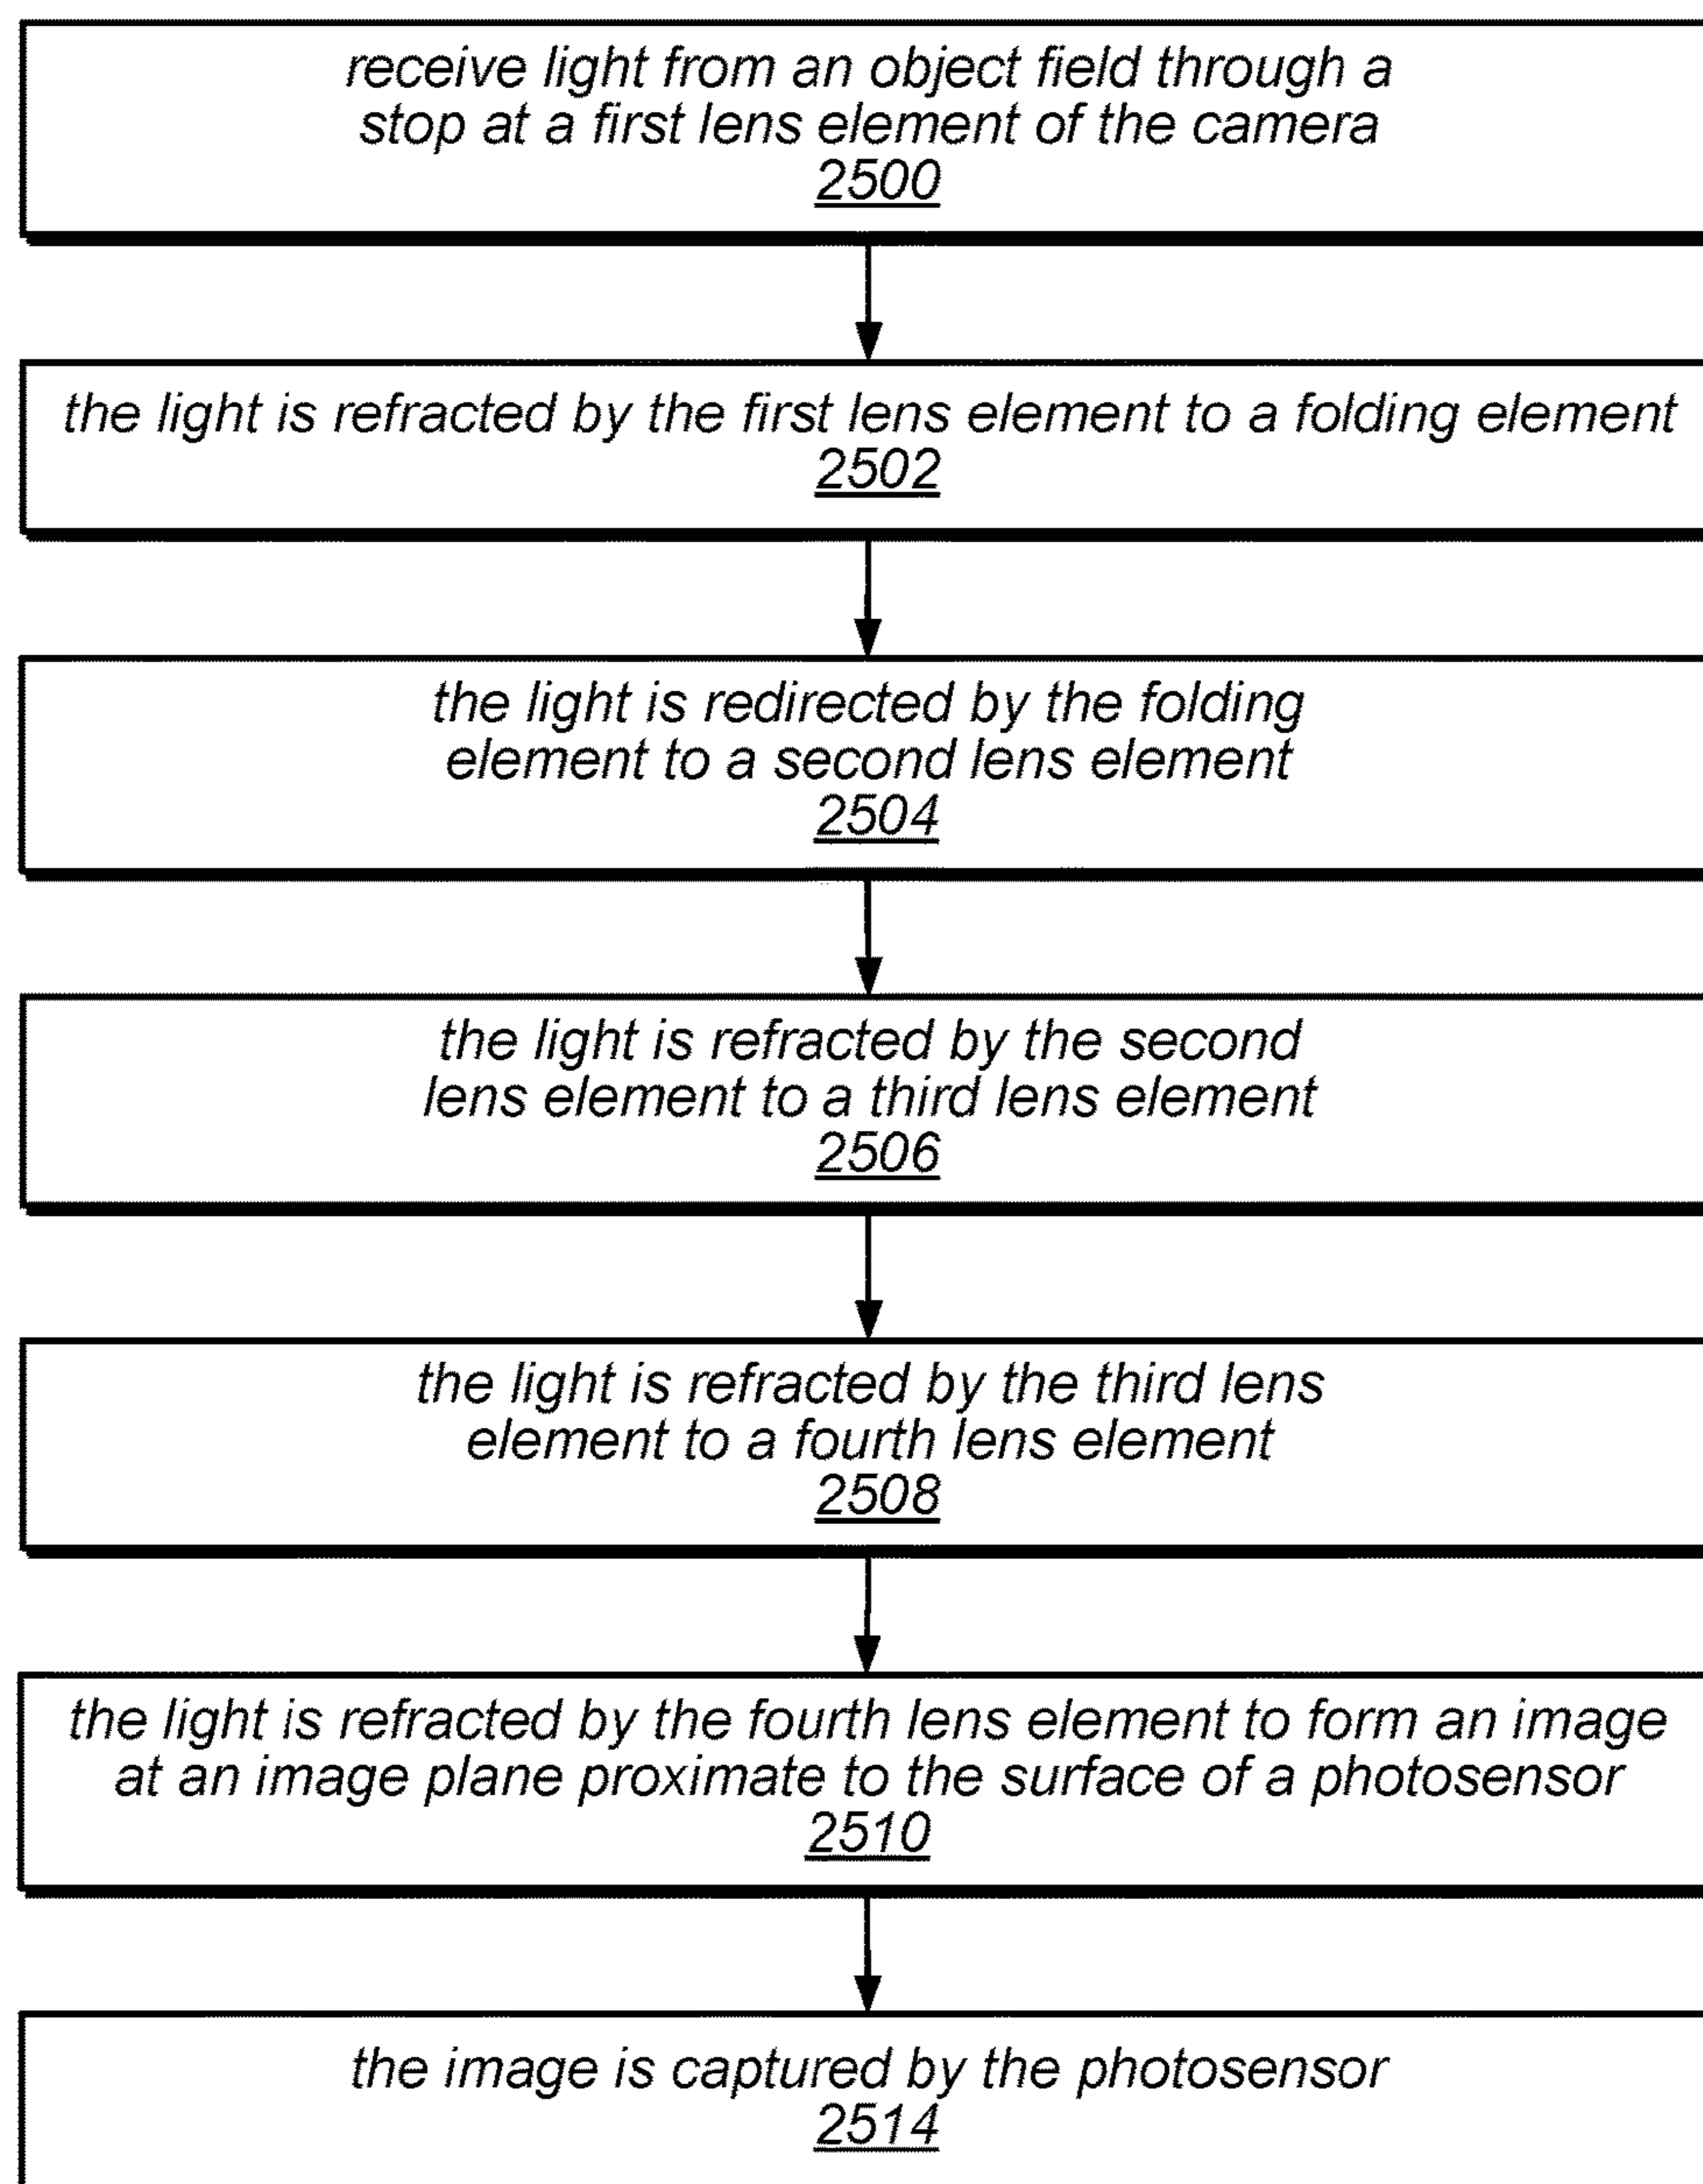 receive light from an object field through a
stop at a first lens element of the camera
2500
the light is refracted by the first lens element to a folding element
2502
the light is redirected by the folding
element to a second lens element
2504
the light is refracted by the second
lens element to a third lens element
2506
the light is refracted by the third lens
element to a fourth lens element
2508
the light is refracted by the fourth lens element to form an image
at an image plane proximate to the surface of a photosensor
2510
the image is captured by the photosensor
2514